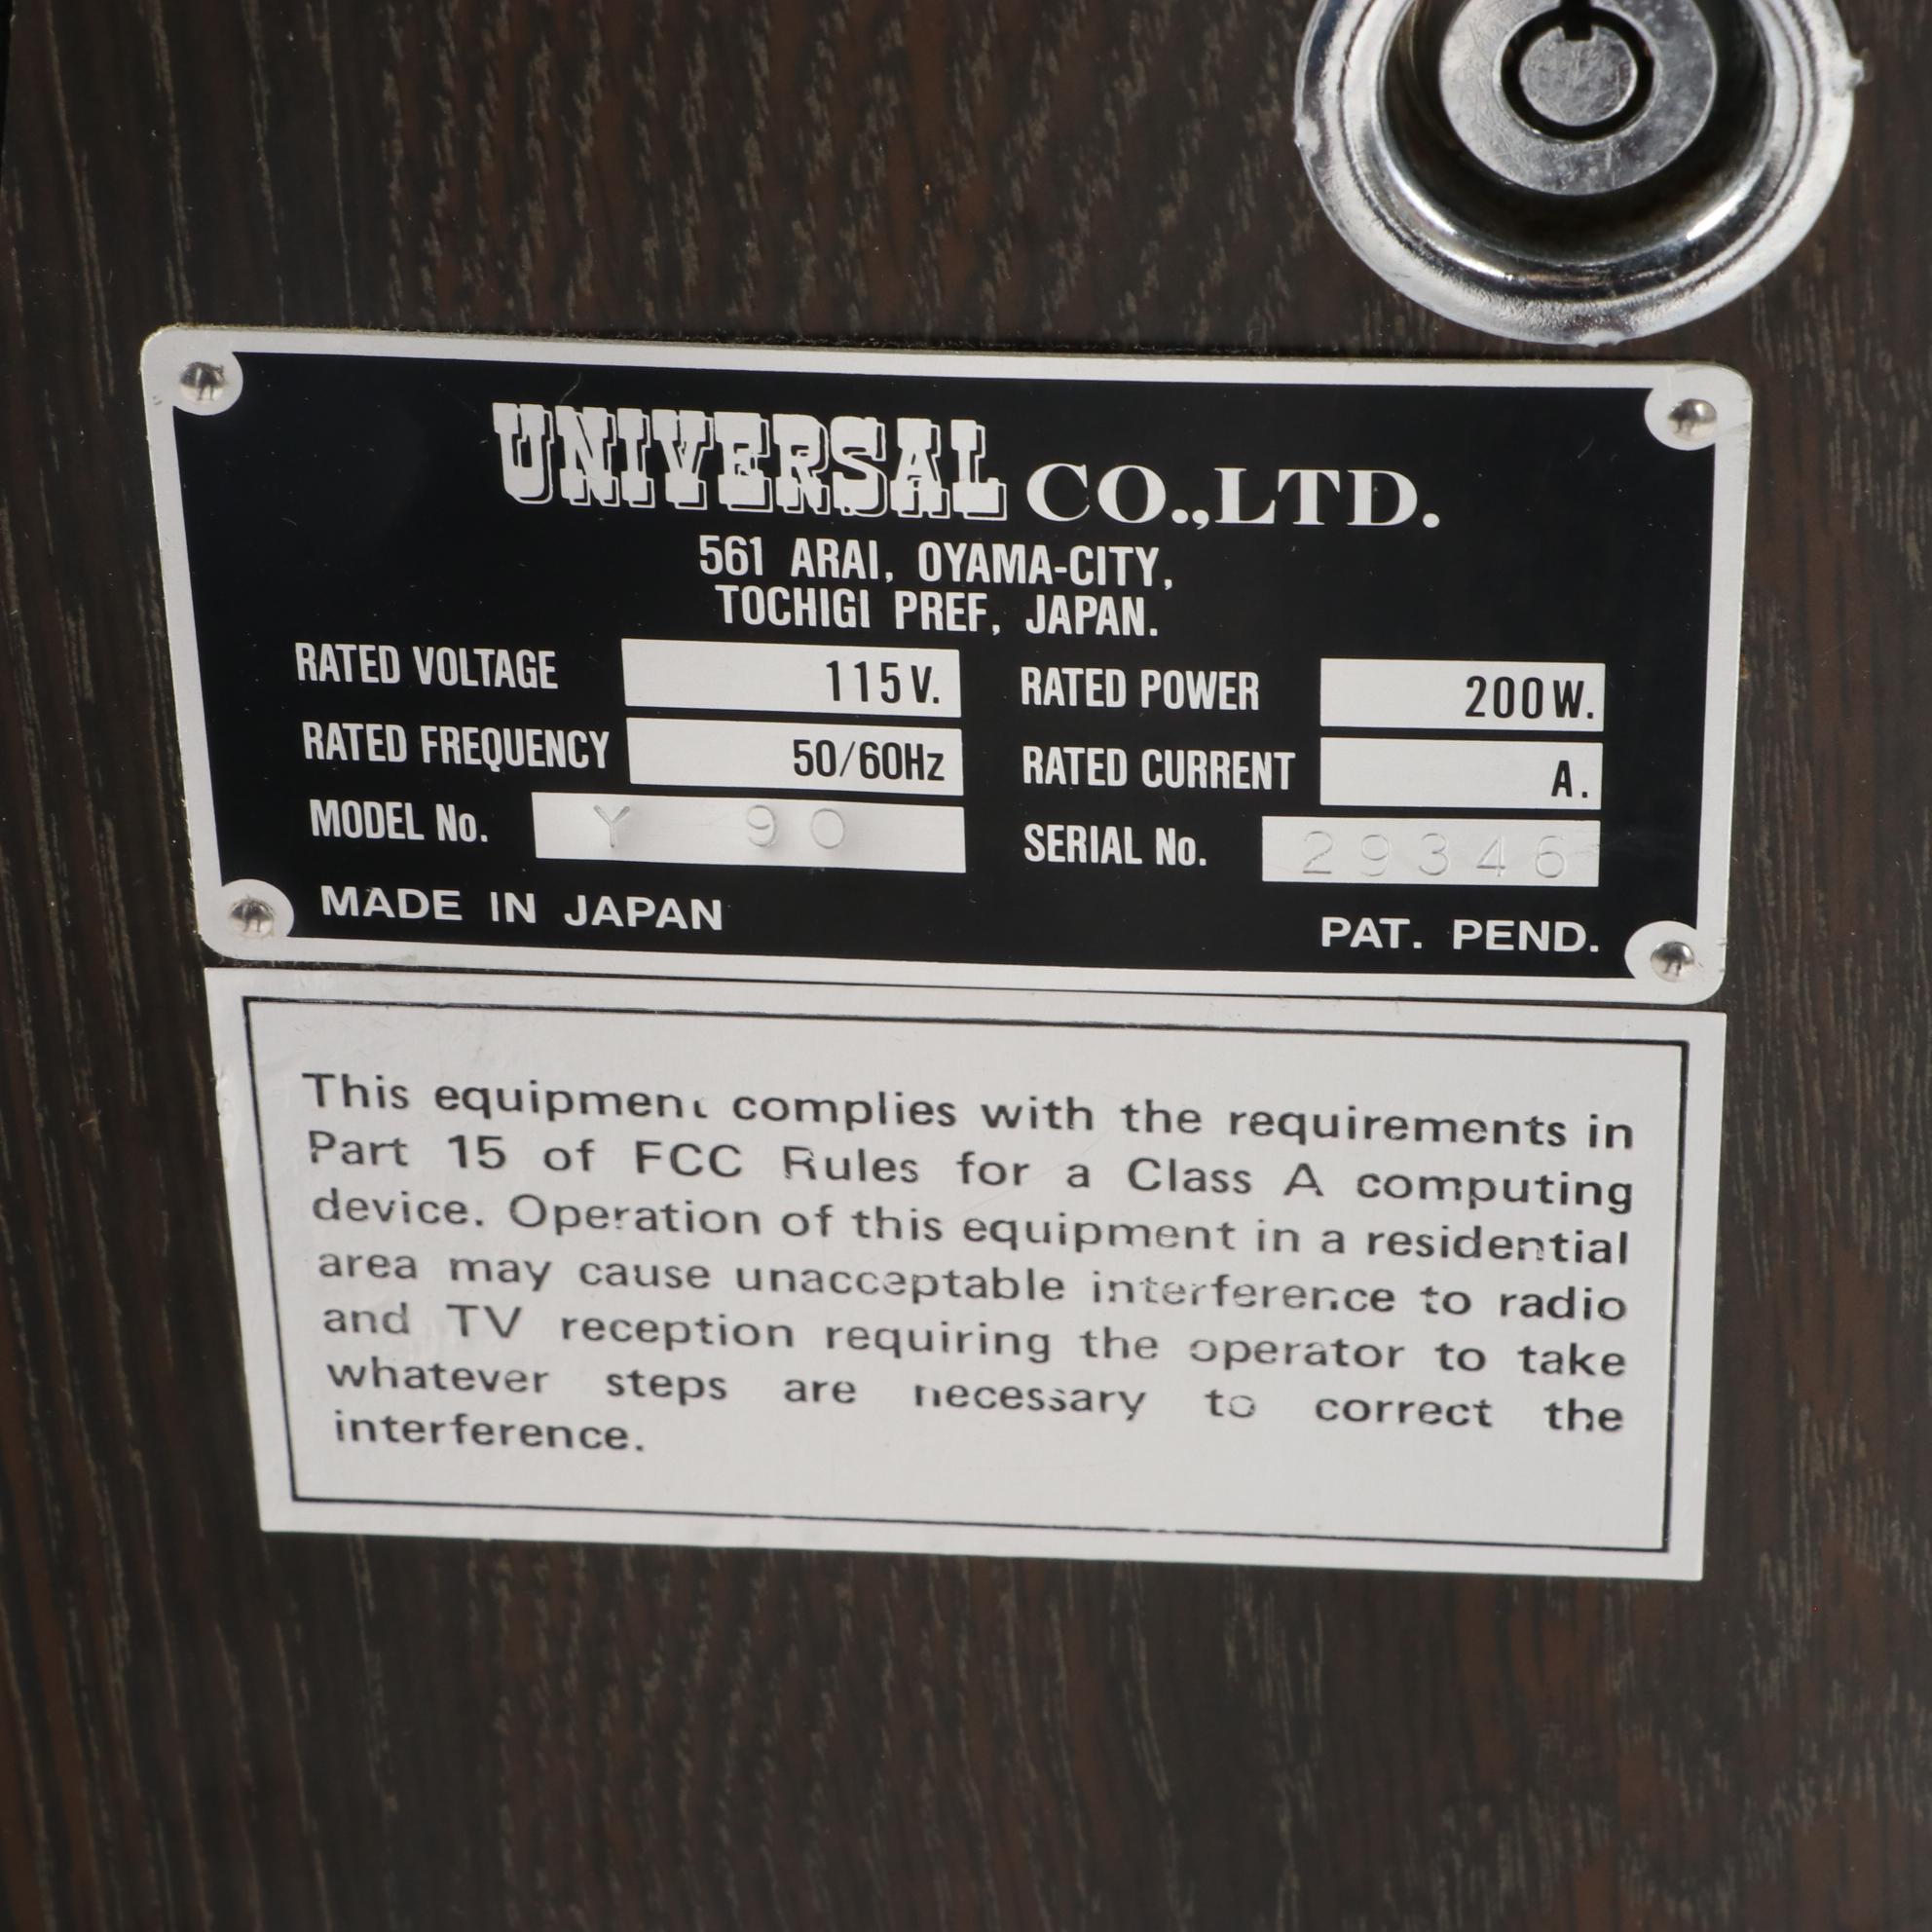 UNIVERSAL CO.,LTD.
561 ARAI, OYAMA-CITY,
TOCHIGI PREF, JAPAN.
RATED VOLTAGE 115V. RATED POWER 200W.
RATED FREQUENCY 50/60Hz RATED CURRENT A.
MODEL No. Y 90 SERIAL No. 29346
MADE IN JAPAN PAT. PEND.
This equipment complies with the requirements in
Part 15 of FCC Rules for a Class A computing
device. Operation of this equipment in a residential
area may cause unacceptable interference to radio
and TV reception requiring the operator to take
whatever steps are necessary to correct the
interference.